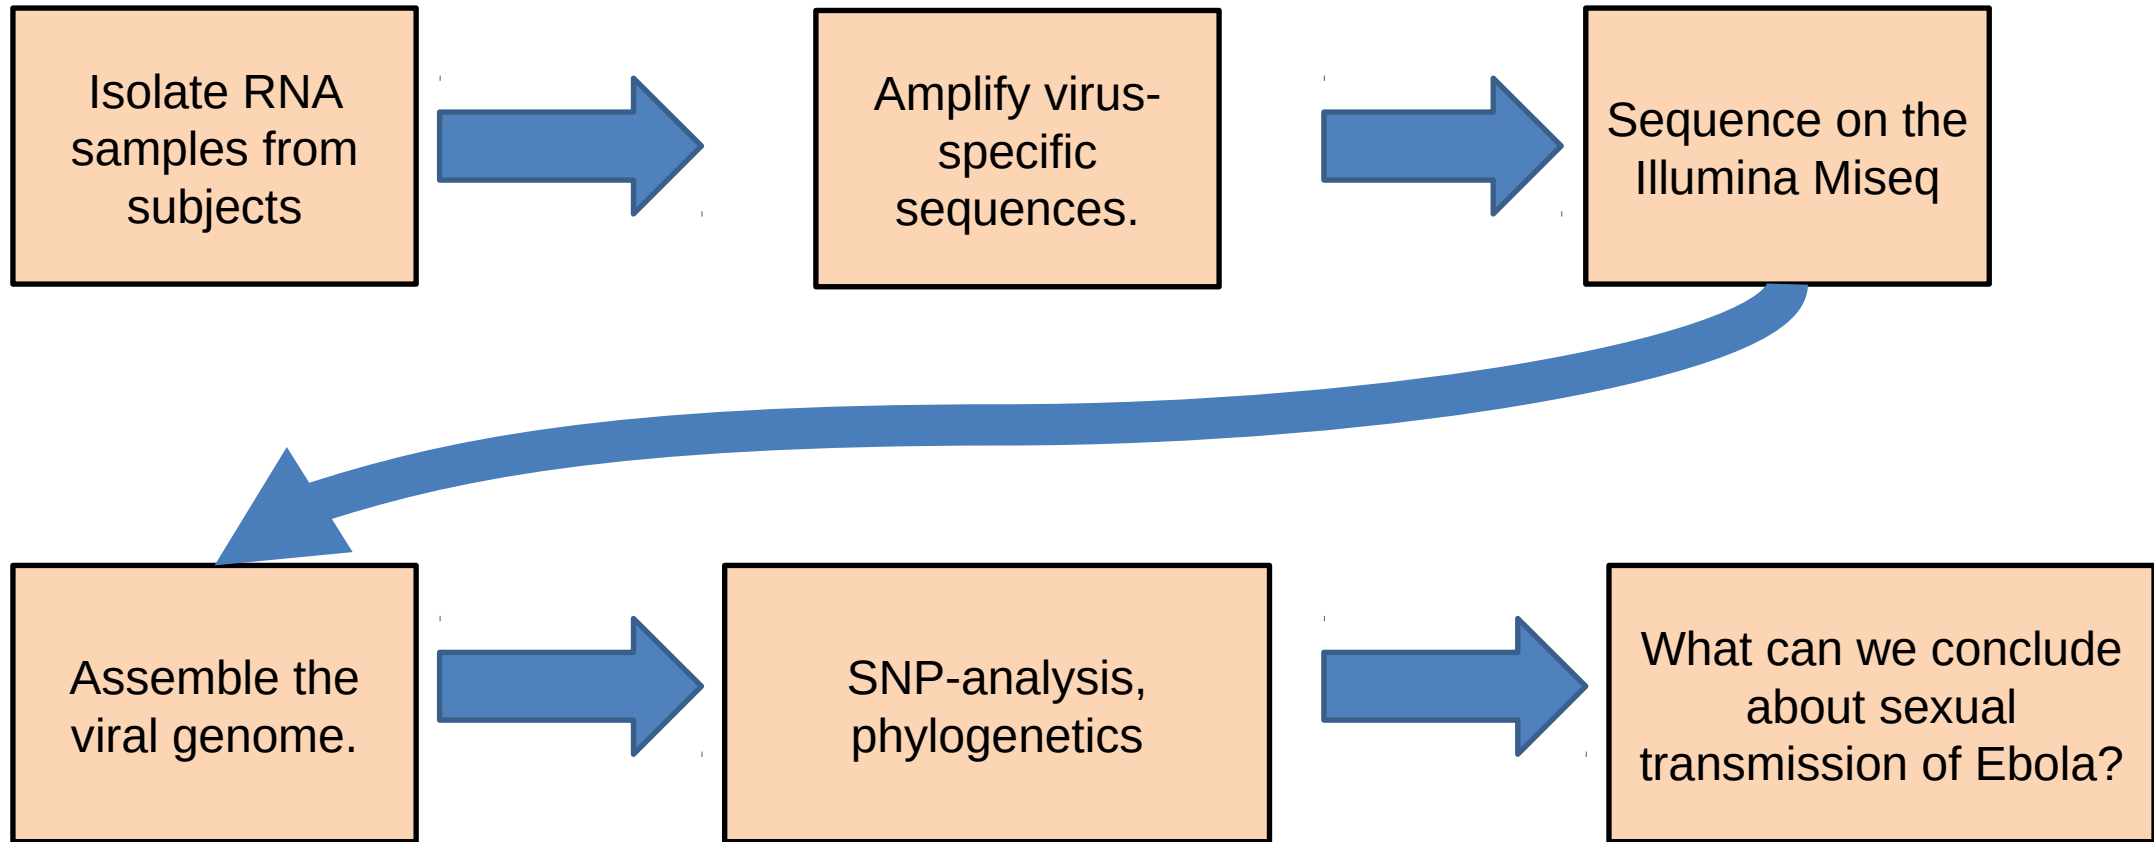 Isolate RNA
samples from
subjects
Amplify virus-
specific
sequences.
Sequence on the
Illumina Miseq
Assemble the
viral genome.
SNP-analysis,
phylogenetics
What can we conclude
about sexual
transmission of Ebola?